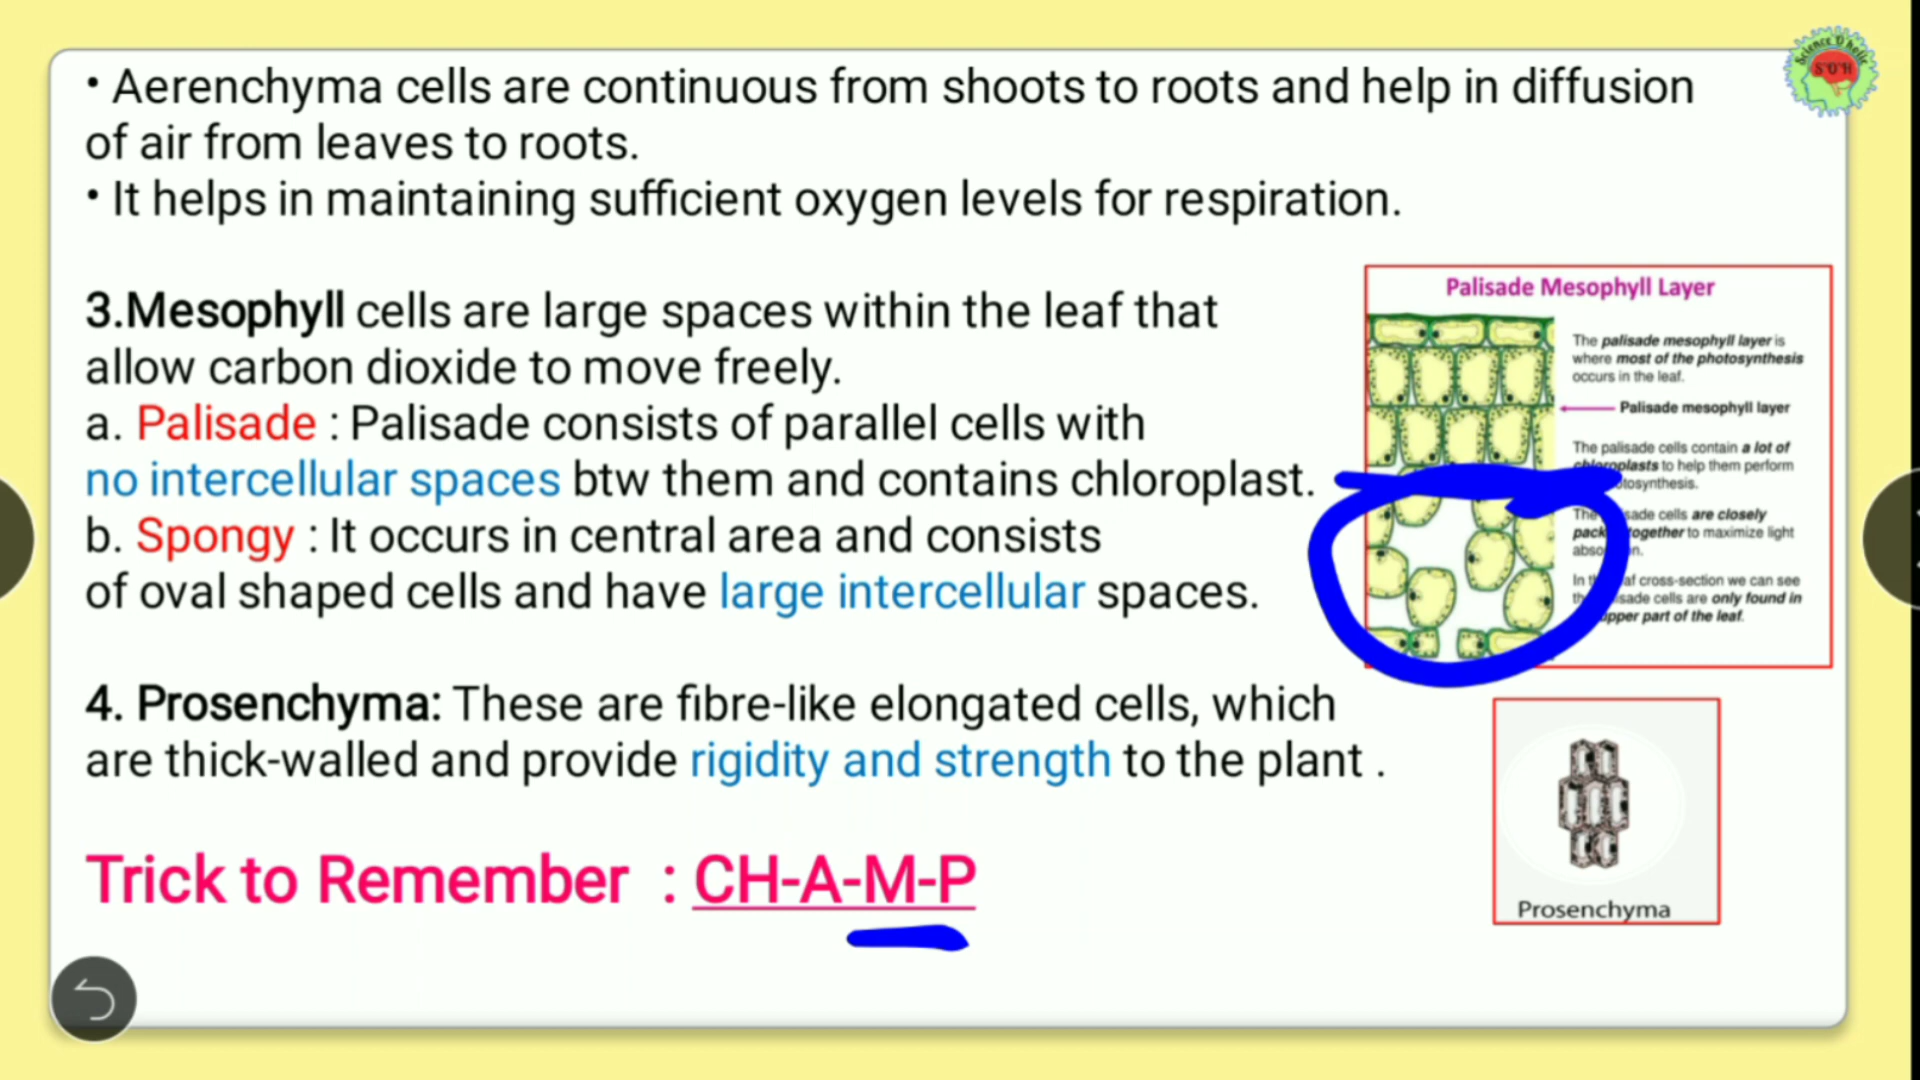 • Aerenchyma cells are continuous from shoots to roots and help in diffusion
of air from leaves to roots.
• It helps in maintaining sufficient oxygen levels for respiration.
3.Mesophyll cells are large spaces within the leaf that
allow carbon dioxide to move freely.
a. Palisade : Palisade consists of parallel cells with
no intercellular spaces btw them and contains chloroplast.
b. Spongy : It occurs in central area and consists
of oval shaped cells and have large intercellular spaces.
4. Prosenchyma: These are fibre-like elongated cells, which
are thick-walled and provide rigidity and strength to the plant .
Trick to Remember : CH-A-M-P
Science O'holic
S'O'H
Palisade Mesophyll Layer
The palisade mesophyll layer is
where most of the photosynthesis
occurs in the leaf.
Palisade mesophyll layer
The palisade cells contain a lot of
chloroplasts to help them perform
are closely
to maximize light
cross-section we can see
cells are only found in
part of the leaf.
Prosenchyma